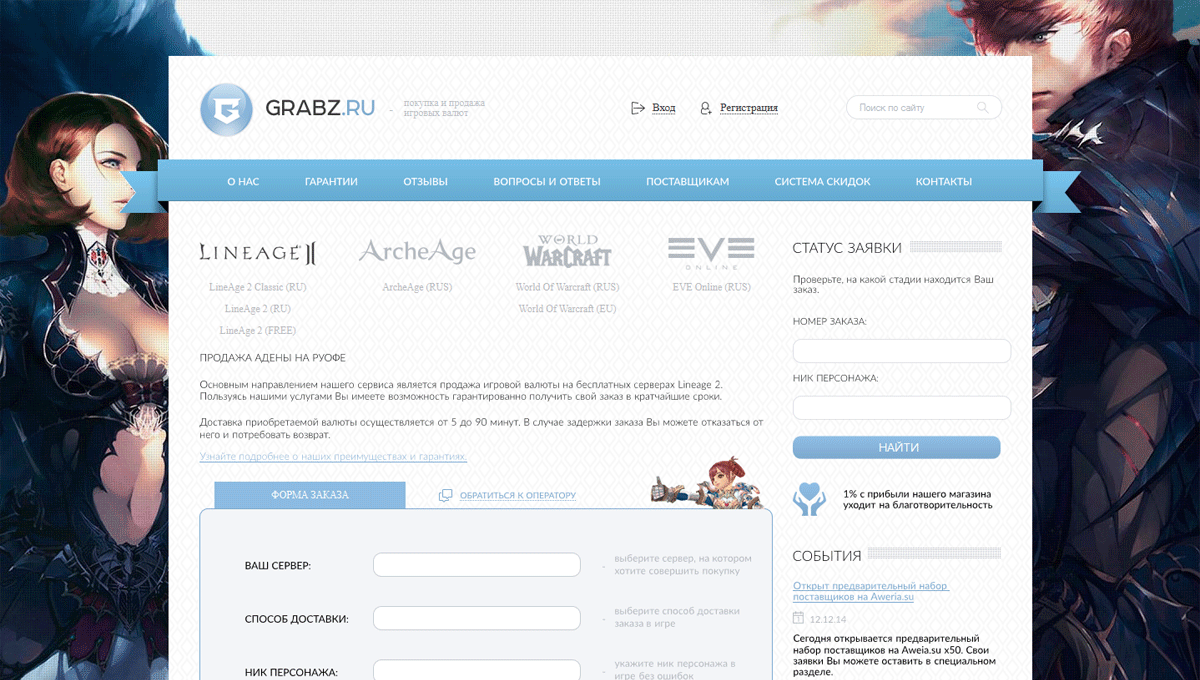 GRABZ.RU
- покупка и продажа
игровых валют
Вход
Регистрация
Поиск по сайту
О НАС
ГАРАНТИИ
ОТЗЫВЫ
ВОПРОСЫ И ОТВЕТЫ
ПОСТАВЩИКАМ
СИСТЕМА СКИДОК
КОНТАКТЫ
LINEAGE II
LineAge 2 Classic (RU)
LineAge 2 (RU)
LineAge 2 (FREE)
ArcheAge
ArcheAge (RUS)
WORLD
WARCRAFT
World Of Warcraft (RUS)
World Of Warcraft (EU)
EVE
ONLINE
EVE Online (RUS)
ПРОДАЖА АДЕНЫ НА РУОФЕ
Основным направлением нашего сервиса является продажа игровой валюты на бесплатных серверах Lineage 2.
Пользуясь нашими услугами Вы имеете возможность гарантированно получить свой заказ в кратчайшие сроки.
Доставка приобретаемой валюты осуществляется от 5 до 90 минут. В случае задержки заказа Вы можете отказаться от
него и потребовать возврат.
Узнайте подробнее о наших преимуществах и гарантиях.
ФОРМА ЗАКАЗА
ОБРАТИТЬСЯ К ОПЕРАТОРУ
ВАШ СЕРВЕР:
- выберите сервер, на котором
хотите совершить покупку
СПОСОБ ДОСТАВКИ:
- выберите способ доставки
заказа в игре
НИК ПЕРСОНАЖА:
- укажите ник персонажа в
игре без ошибок
СТАТУС ЗАЯВКИ
Проверьте, на какой стадии находится Ваш
заказ.
НОМЕР ЗАКАЗА:
НИК ПЕРСОНАЖА:
НАЙТИ
1% с прибыли нашего магазина
уходит на благотворительность
СОБЫТИЯ
Открыт предварительный набор
поставщиков на Aweria.su
12.12.14
Сегодня открывается предварительный
набор поставщиков на Aweia.su x50. Свои
заявки Вы можете оставить в специальном
разделе.